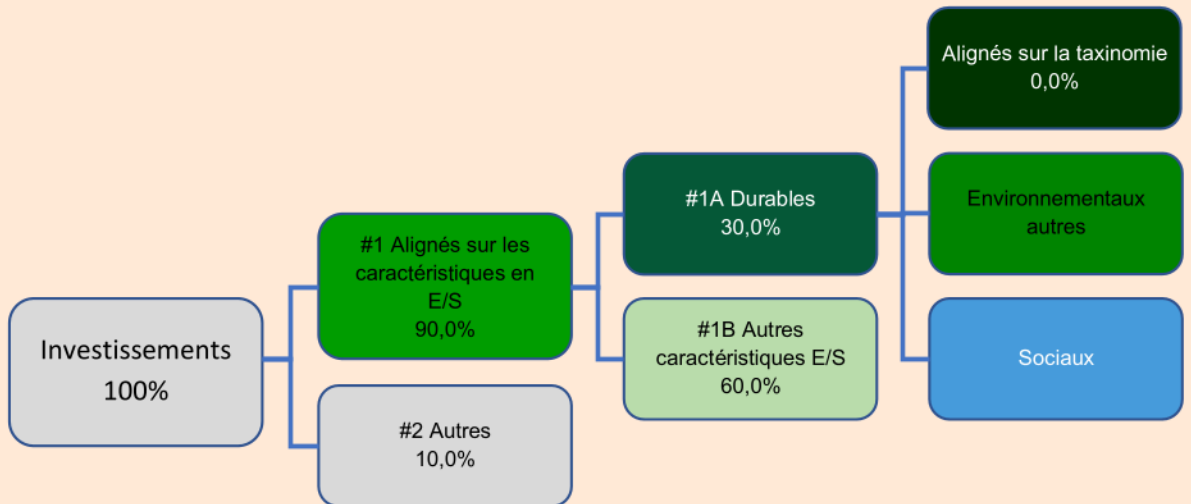 Investissements
100%
#1 Alignés sur les
caractéristiques en
E/S
90,0%
#2 Autres
10,0%
#1A Durables
30,0%
#1B Autres
caractéristiques E/S
60,0%
Alignés sur la taxinomie
0,0%
Environnementaux
autres
Sociaux